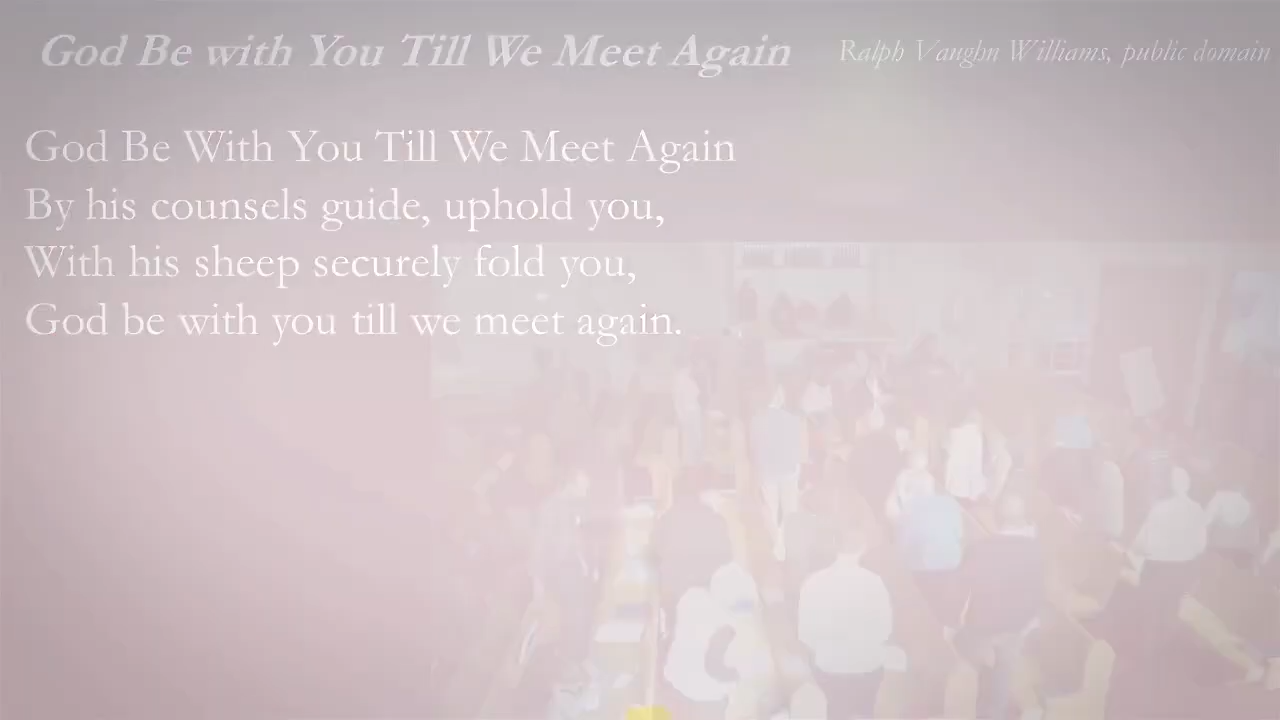 God Be with You Till We Meet Again
Ralph Vaughn Williams, public domain
God Be With You Till We Meet Again
By his counsels guide, uphold you,
With his sheep securely fold you,
God be with you till we meet again.